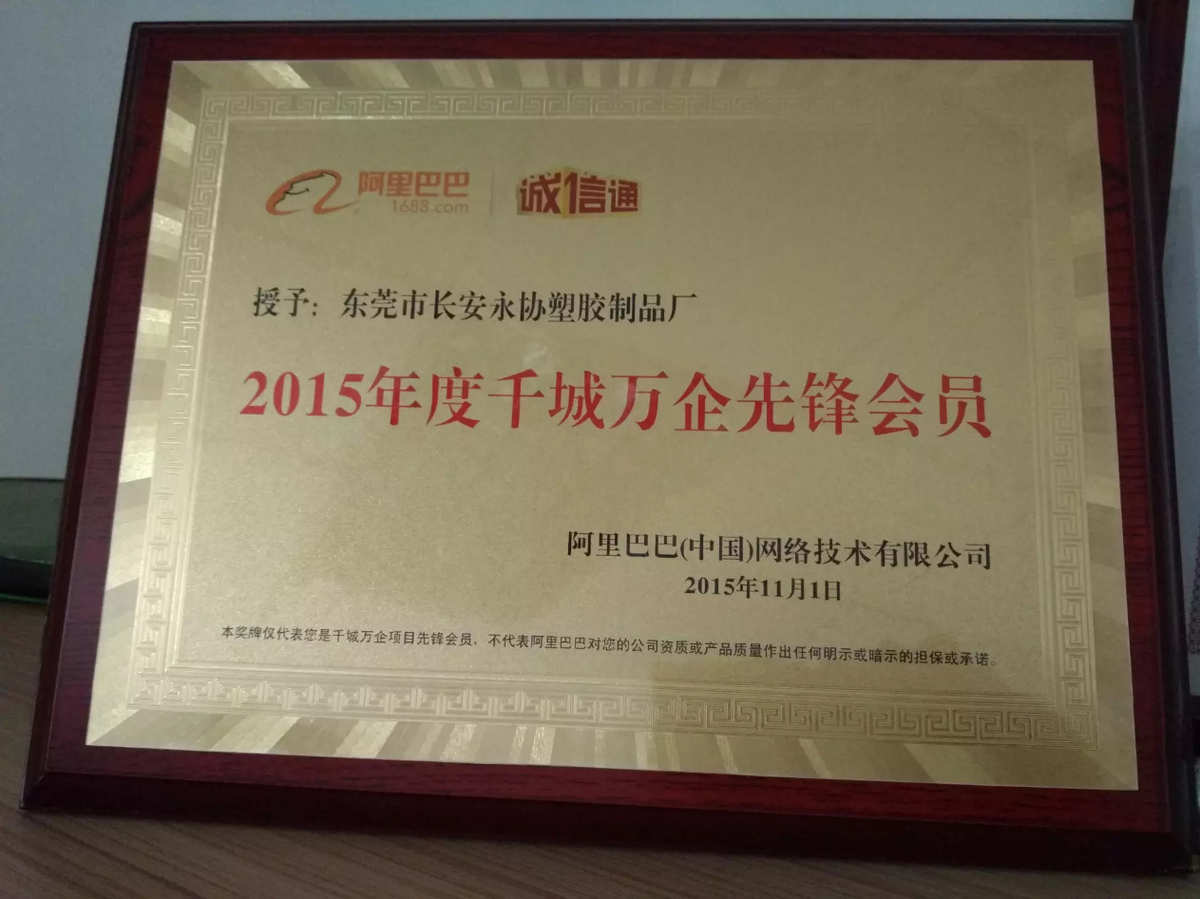 阿里巴巴 诚信通
1688.com
授予：东莞市长安永协塑胶制品厂
2015年度千城万企先锋会员
阿里巴巴(中国)网络技术有限公司
2015年11月1日
本奖牌仅代表您是千城万企项目先锋会员，不代表阿里巴巴对您的公司资质或产品质量作出任何明示或暗示的担保或承诺。